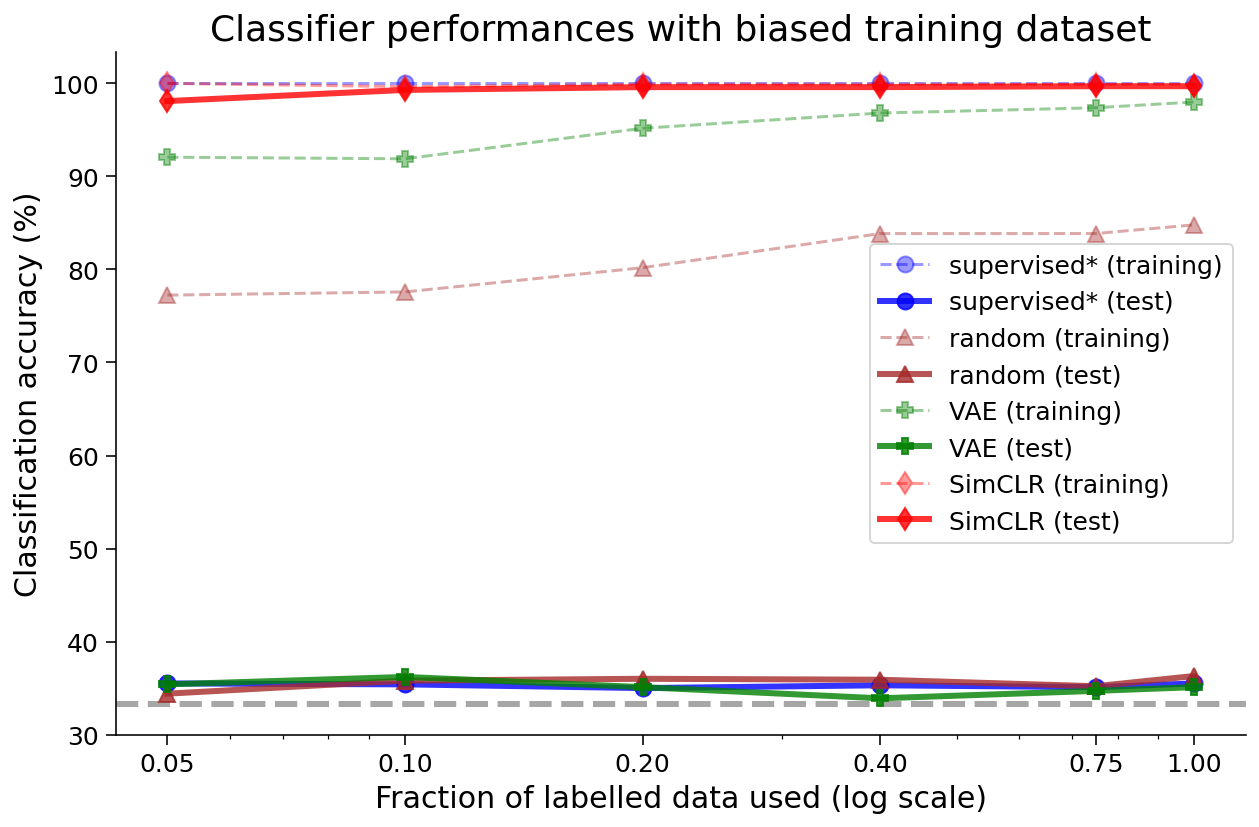 Classifier performances with biased training dataset
Classification accuracy (%)
100
90
80
70
60
50
40
30
supervised* (training)
supervised* (test)
random (training)
random (test)
VAE (training)
VAE (test)
SimCLR (training)
SimCLR (test)
0.05 0.10 0.20 0.40 0.75 1.00
Fraction of labelled data used (log scale)